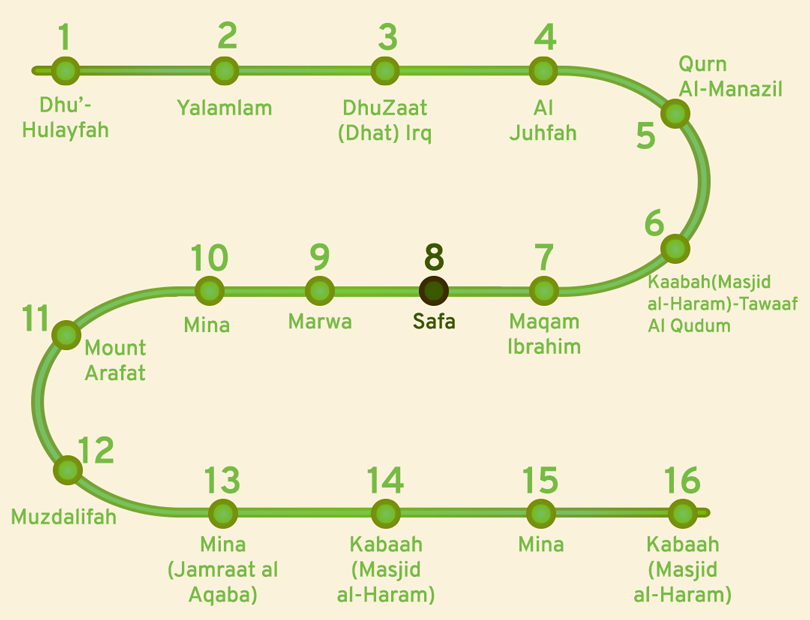 1
Dhu'-
Hulayfah
2
Yalamlam
3
DhuZaat
(Dhat) Irq
4
Al
Juhfah
Qurn
Al-Manazil
5
6
Kaabah(Masjid
al-Haram)-Tawaaf
Al Qudum
7
Maqam
Ibrahim
8
Safa
9
Marwa
10
Mina
11
Mount
Arafat
12
Muzdalifah
13
Mina
(Jamraat al
Aqaba)
14
Kabaah
(Masjid
al-Haram)
15
Mina
16
Kabaah
(Masjid
al-Haram)